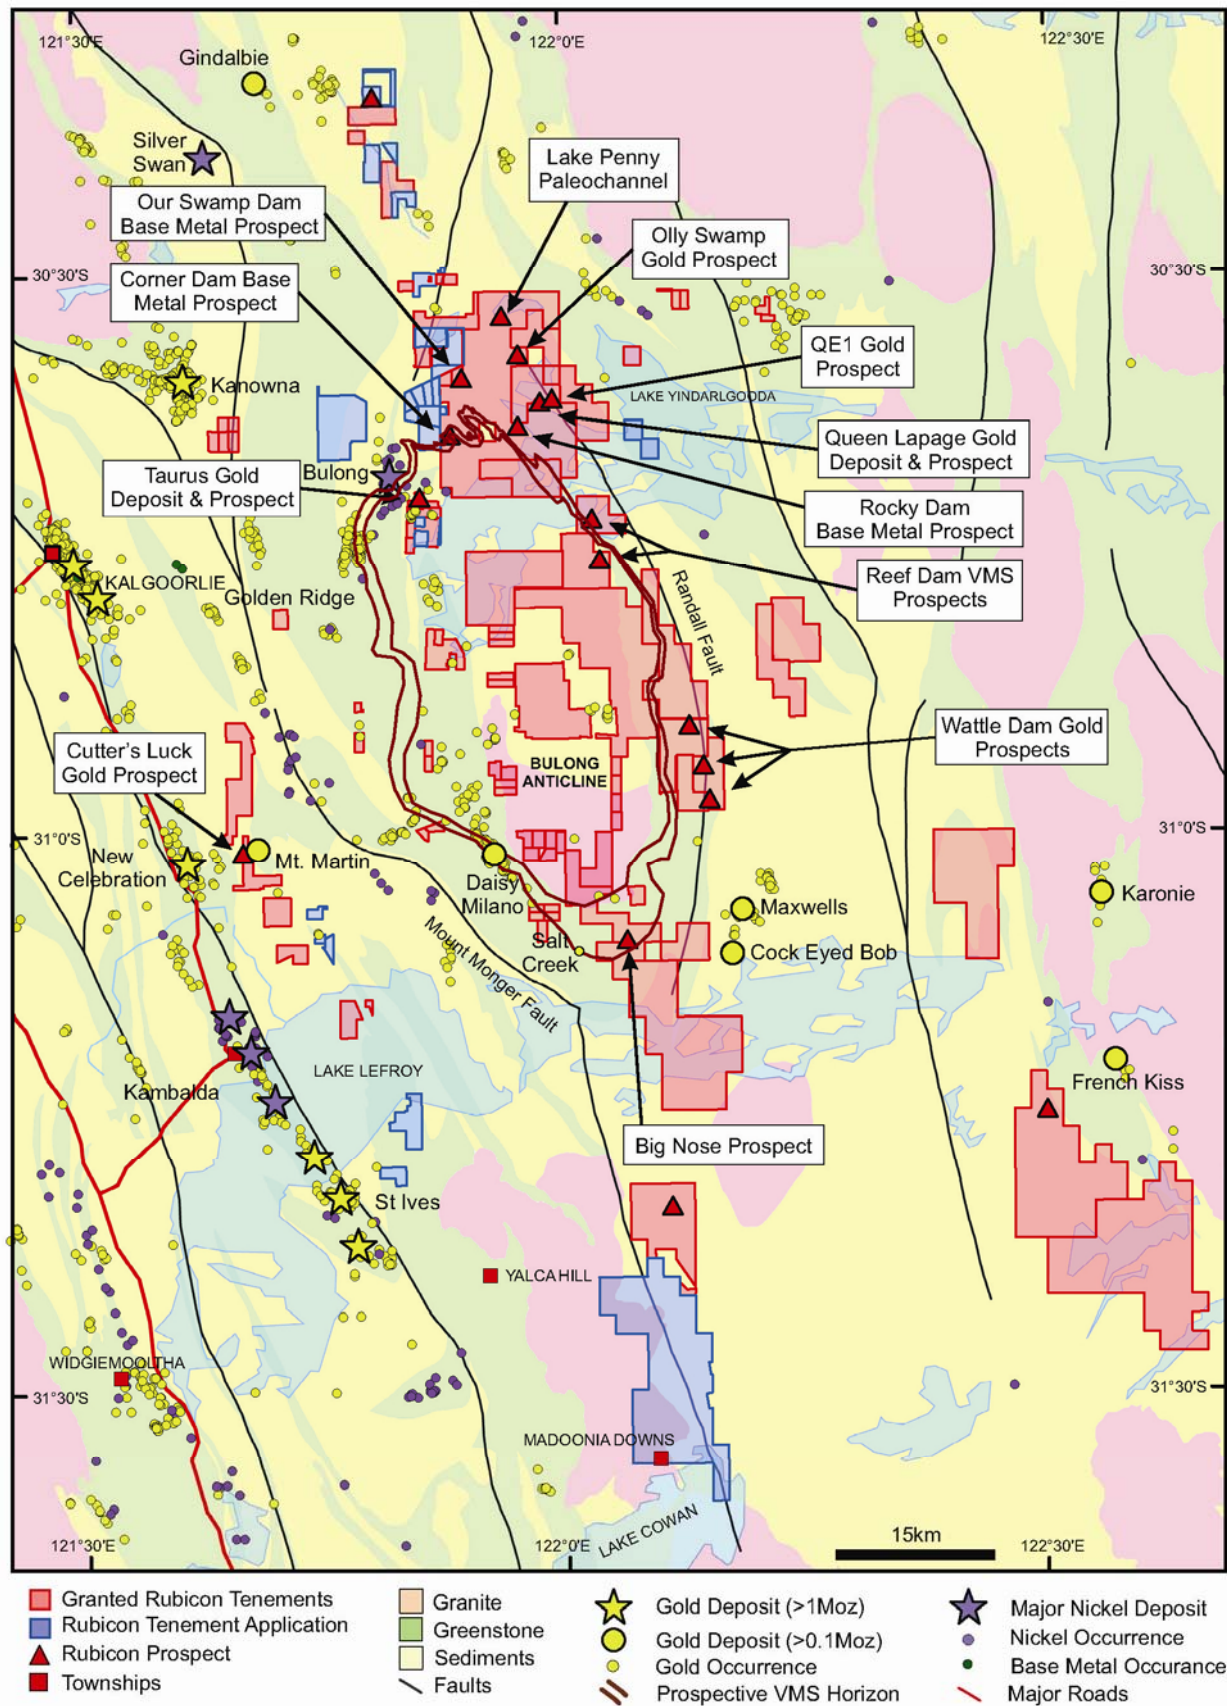 121°30'E
122°0'E
122°30'E
Gindalbie
Silver
Swan
Lake Penny
Paleochannel
Our Swamp Dam
Base Metal Prospect
Olly Swamp
Gold Prospect
30°30'S
30°30'S
Corner Dam Base
Metal Prospect
QE1 Gold
Prospect
Kanowna
LAKE YINDARLGOODA
Queen Lapage Gold
Deposit & Prospect
Bulong
Taurus Gold
Deposit & Prospect
Rocky Dam
Base Metal Prospect
KALGOORLIE
Golden Ridge
Reef Dam VMS
Prospects
Randall Fault
Wattle Dam Gold
Prospects
Cutter's Luck
Gold Prospect
BULONG
ANTICLINE
31°0'S
31°0'S
New
Celebration
Mt. Martin
Daisy
Milano
Karonie
Maxwells
Salt
Creek
Cock Eyed Bob
Mount Monger Fault
LAKE LEFROY
Kambalda
French Kiss
Big Nose Prospect
St Ives
YALCA HILL
WIDGIEMOOLTHA
31°30'S
31°30'S
MADOONIA DOWNS
LAKE COWAN
15km
121°30'E
122°0'E
122°30'E
Granted Rubicon Tenements
Rubicon Tenement Application
Rubicon Prospect
Townships
Granite
Greenstone
Sediments
Faults
Gold Deposit (>1Moz)
Gold Deposit (>0.1Moz)
Gold Occurrence
Prospective VMS Horizon
Major Nickel Deposit
Nickel Occurrence
Base Metal Occurance
Major Roads